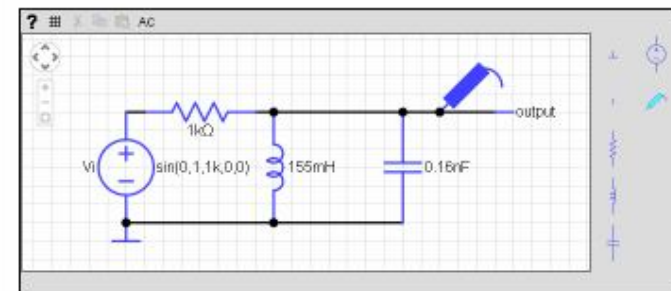 ? AC
1kΩ
output
Vi sin(0,1,1k,0,0) 155mH 0.16nF